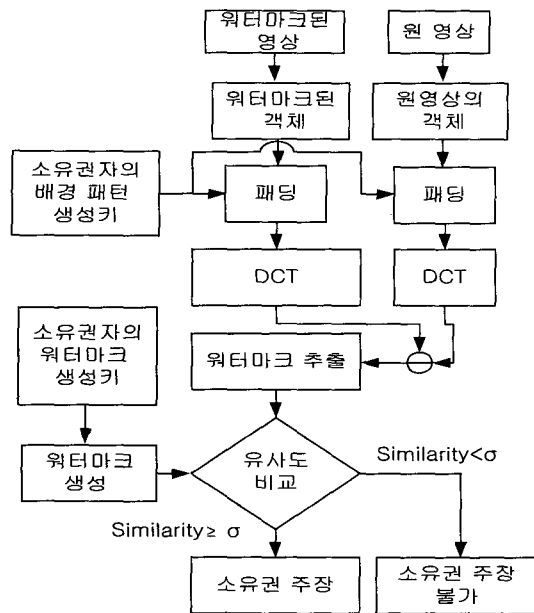 워터마크된
영상
원 영상
워터마크된
객체
원영상의
객체
소유권자의
배경 패턴
생성키
패딩
패딩
DCT
DCT
소유권자의
워터마크
생성키
워터마크 추출
워터마크
생성
유사도
비교
Similarity<σ
Similarity≥ σ
소유권 주장
소유권 주장
불가